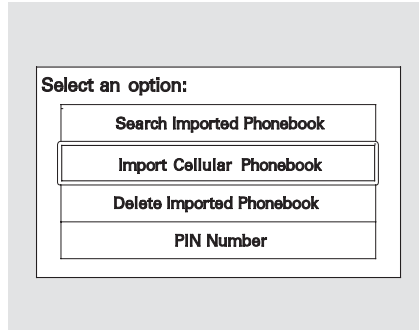 Select an option:
Search Imported Phonebook
Import Cellular Phonebook
Delete Imported Phonebook
PIN Number